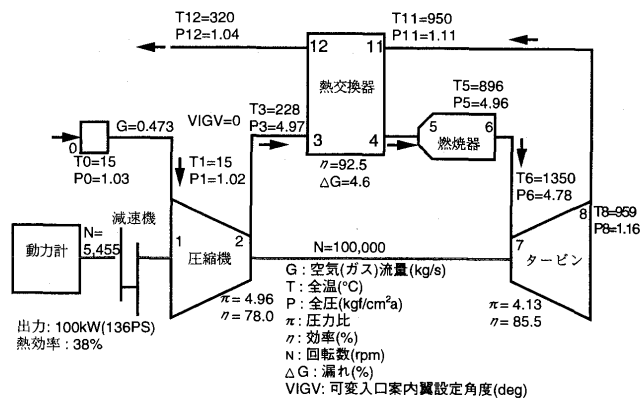 T12=320
P12=1.04
T11=950
P11=1.11
12
11
熱交換器
3
4
η=92.5
△G=4.6
T5=896
P5=4.96
5
6
燃焼器
G=0.473
VIGV=0
T3=228
P3=4.97
0
T0=15
P0=1.03
T1=15
P1=1.02
T6=1350
P6=4.78
8
T8=959
P8=1.16
動力計
N=
5,455
減速機
1
2
圧縮機
N=100,000
7
タービン
π=4.96
η=78.0
π=4.13
η=85.5
出力: 100kW(136PS)
熱効率: 38%
G : 空気(ガス)流量(kg/s)
T : 全温(°C)
P : 全圧(kgf/cm²a)
π : 圧力比
η : 効率(%)
N : 回転数(rpm)
△G : 漏れ(%)
VIGV: 可変入口案内翼設定角度(deg)